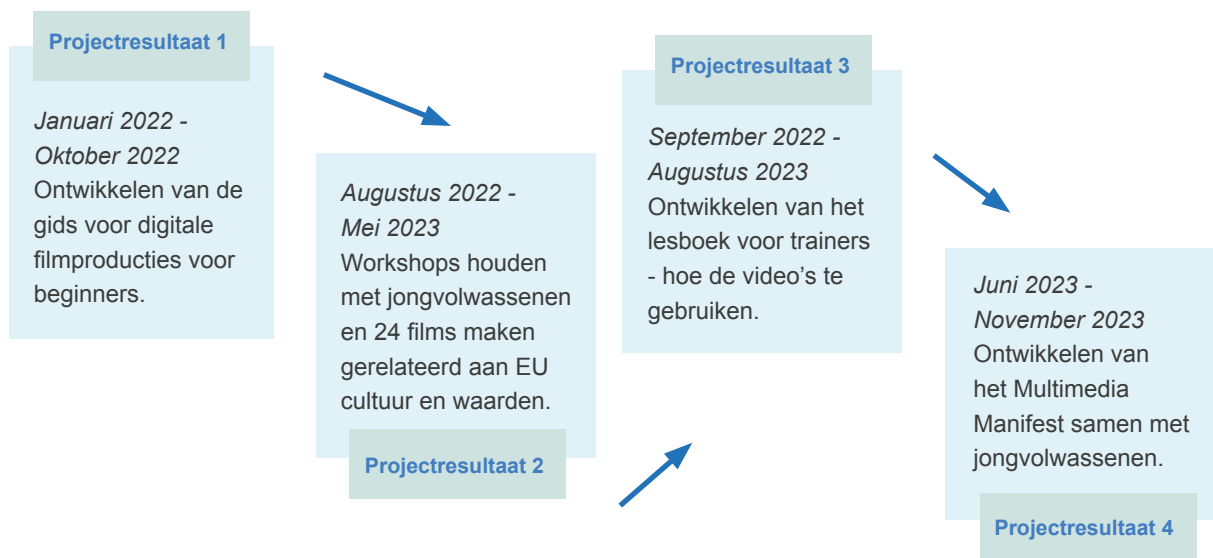 Projectresultaat 1
Januari 2022 -
Oktober 2022
Ontwikkelen van de
gids voor digitale
filmproducties voor
beginners.
Augustus 2022 -
Mei 2023
Workshops houden
met jongvolwassenen
en 24 films maken
gerelateerd aan EU
cultuur en waarden.
Projectresultaat 2
Projectresultaat 3
September 2022 -
Augustus 2023
Ontwikkelen van het
lesboek voor trainers
- hoe de video’s te
gebruiken.
Juni 2023 -
November 2023
Ontwikkelen van
het Multimedia
Manifest samen met
jongvolwassenen.
Projectresultaat 4